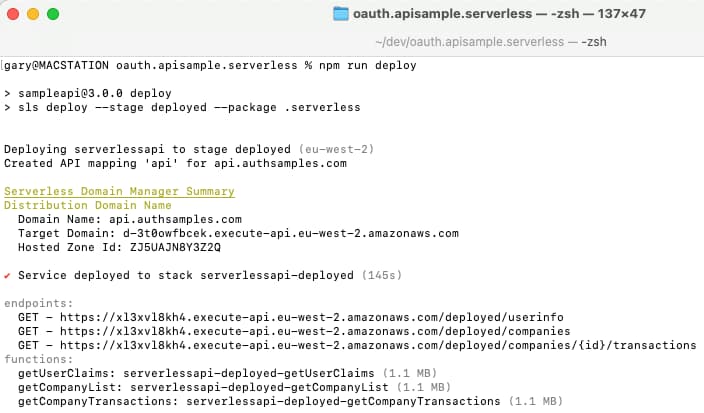 oauth.apisample.serverless — -zsh — 137×47
~/dev/oauth.apisample.serverless — -zsh
[gary@MACSTATION oauth.apisample.serverless % npm run deploy
> sampleapi@3.0.0 deploy
> sls deploy --stage deployed --package .serverless
Deploying serverlessapi to stage deployed (eu-west-2)
Created API mapping 'api' for api.authsamples.com
Serverless Domain Manager Summary
Distribution Domain Name
Domain Name: api.authsamples.com
Target Domain: d-3t0owfbcek.execute-api.eu-west-2.amazonaws.com
Hosted Zone Id: ZJ5UAJN8Y3Z2Q
✔ Service deployed to stack serverlessapi-deployed (145s)
endpoints:
GET - https://xl3xvl8kh4.execute-api.eu-west-2.amazonaws.com/deployed/userinfo
GET - https://xl3xvl8kh4.execute-api.eu-west-2.amazonaws.com/deployed/companies
GET - https://xl3xvl8kh4.execute-api.eu-west-2.amazonaws.com/deployed/companies/{id}/transactions
functions:
getUserClaims: serverlessapi-deployed-getUserClaims (1.1 MB)
getCompanyList: serverlessapi-deployed-getCompanyList (1.1 MB)
getCompanyTransactions: serverlessapi-deployed-getCompanyTransactions (1.1 MB)